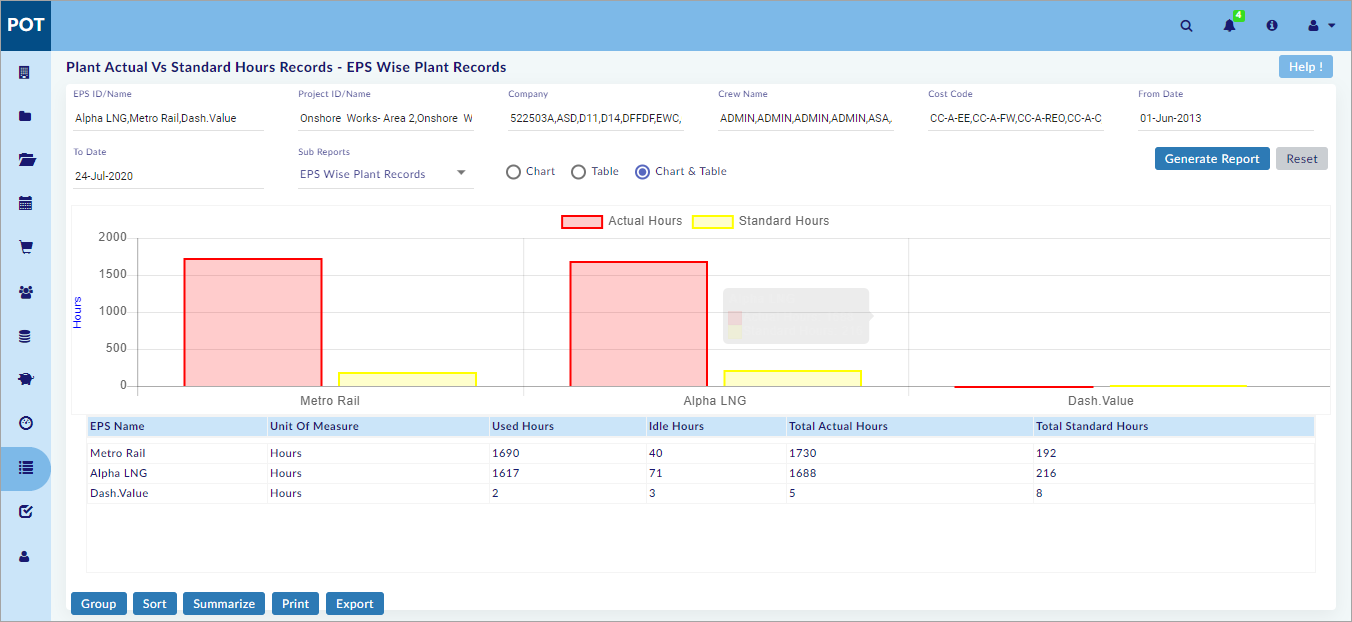 POT
4
Plant Actual Vs Standard Hours Records - EPS Wise Plant Records
Help !
EPS ID/Name Project ID/Name Company Crew Name Cost Code From Date
Alpha LNG,Metro Rail,Dash.Value Onshore Works- Area 2,Onshore W 522503A,ASD,D11,D14,DFFDF,EWC, ADMIN,ADMIN,ADMIN,ADMIN,ASA, CC-A-EE,CC-A-FW,CC-A-REO,CC-A-C 01-Jun-2013
To Date Sub Reports
24-Jul-2020 EPS Wise Plant Records Chart Table Chart & Table Generate Report Reset
Actual Hours Standard Hours
2000
1500
1000
500
0
Hours
Metro Rail Alpha LNG Dash.Value
EPS Name Unit Of Measure Used Hours Idle Hours Total Actual Hours Total Standard Hours
Metro Rail Hours 1690 40 1730 192
Alpha LNG Hours 1617 71 1688 216
Dash.Value Hours 2 3 5 8
Group Sort Summarize Print Export